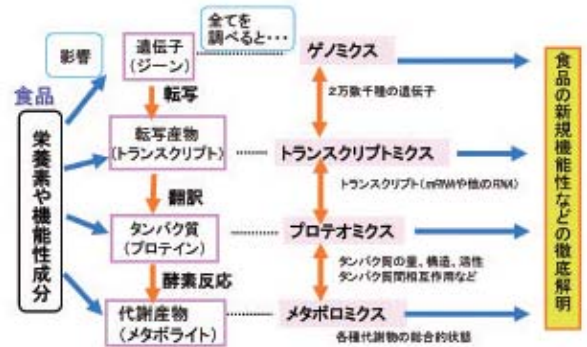 影響
遺伝子
(ジーン)
全てを
調べると・・・
ゲノミクス
食品
転写
2万数千種の遺伝子
栄養素や機能性成分
転写産物
(トランスクリプト)
トランスクリプトミクス
翻訳
トランスクリプト(mRNAや他のRNA)
タンパク質
(プロテイン)
プロテオミクス
酵素反応
タンパク質の量、構造、活性
タンパク質間相互作用など
代謝産物
(メタボライト)
メタボロミクス
各種代謝物の総合的状態
食品の新規機能性などの徹底解明